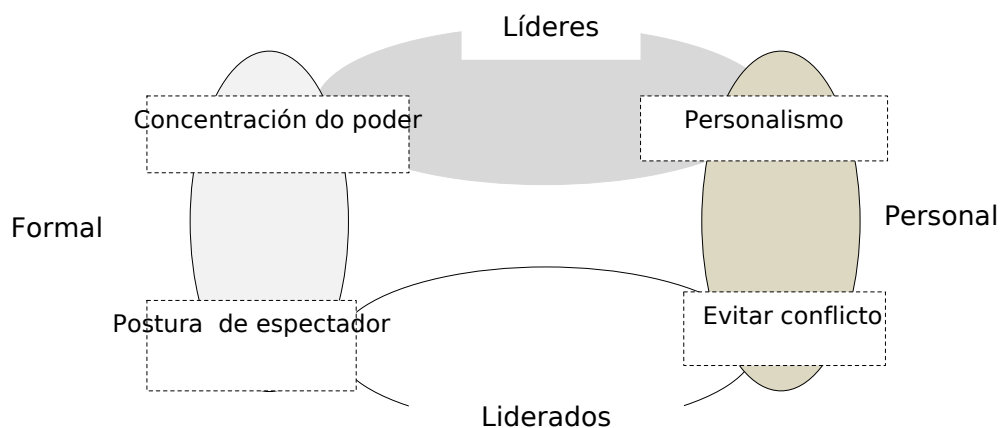 Líderes
Concentración do poder
Personalismo
Formal
Personal
Postura  de espectador
Evitar conflicto
Liderados